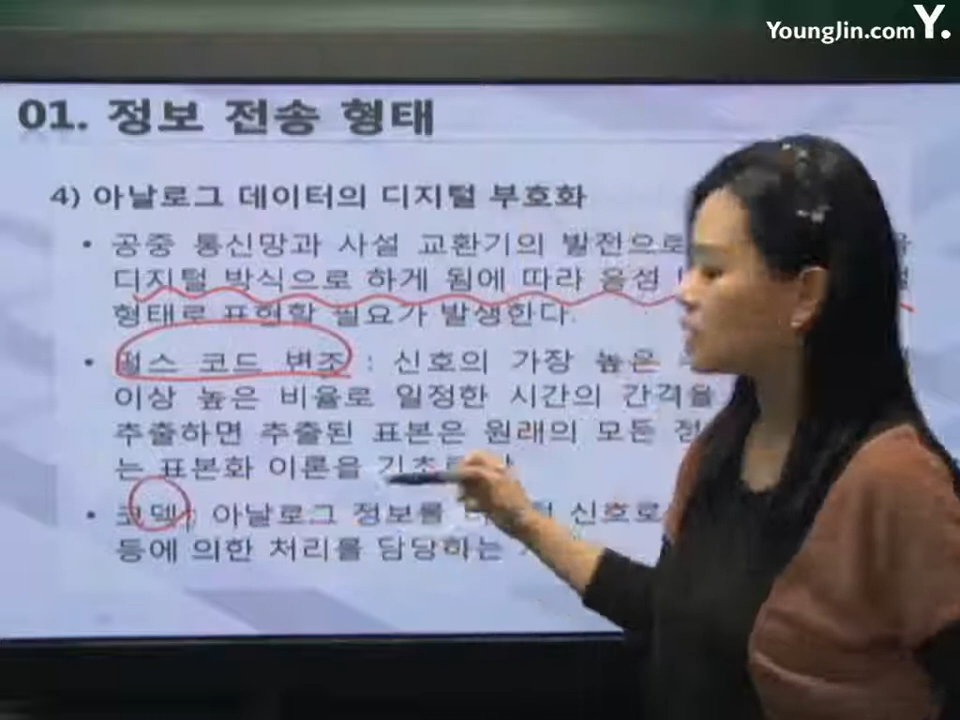 YoungJin.com Y.
01. 정보 전송 형태
4) 아날로그 데이터의 디지털 부호화
• 공중 통신망과 사설 교환기의 발전으로
디지털 방식으로 하게 됨에 따라 음성
형태로 표현할 필요가 발생한다.
• 펄스 코드 변조 : 신호의 가장 높은
이상 높은 비율로 일정한 시간의 간격을
추출하면 추출된 표본은 원래의 모든
는 표본화 이론을
• 코덱 : 아날로그 정보를 신호로
등에 의한 처리를 담당하는